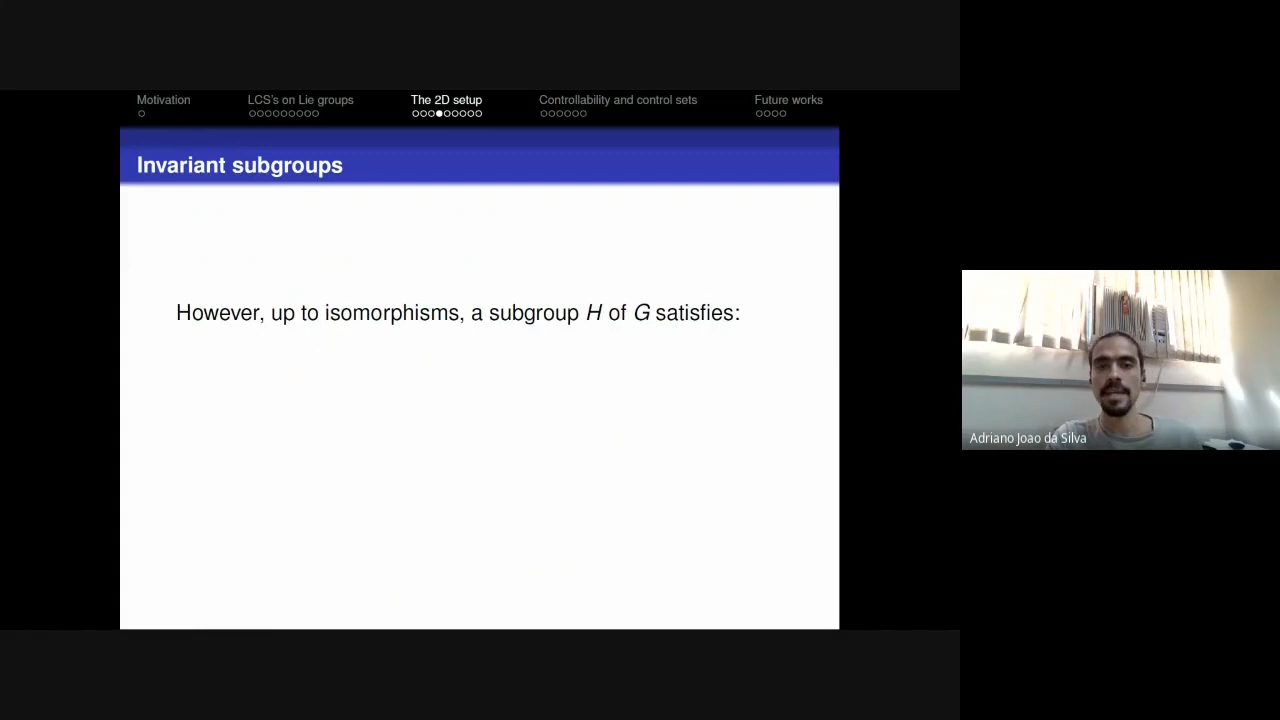 Motivation
LCS's on Lie groups
The 2D setup
Controllability and control sets
Future works
Invariant subgroups
However, up to isomorphisms, a subgroup H of G satisfies:
Adriano Joao da Silva